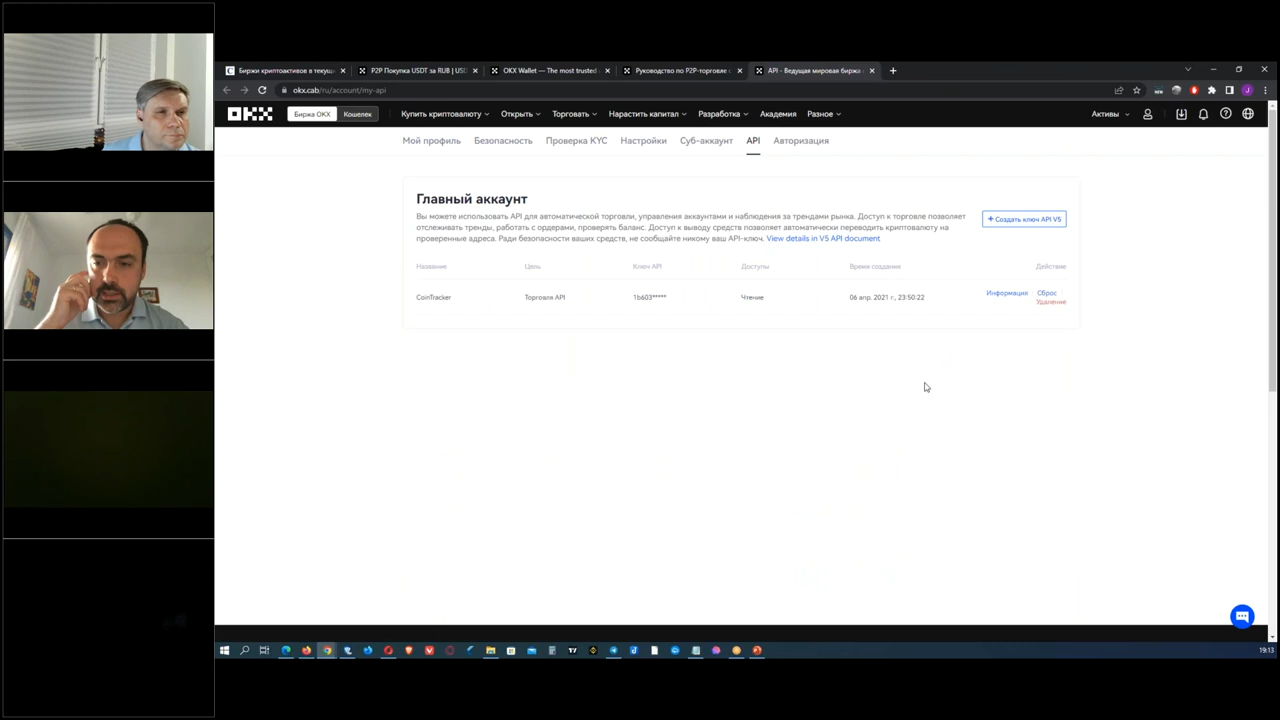 Биржи криптоактивов в текущ
P2P Покупка USDT за RUB | USD
OKX Wallet — The most trusted
Руководство по P2P-торговле с
API - Ведущая мировая биржа
okx.cab/ru/account/my-api
OKX
Биржа OKX
Кошелек
Купить криптовалюту
Открыть
Торговать
Нарастить капитал
Разработка
Академия
Разное
Активы
Мой профиль
Безопасность
Проверка KYC
Настройки
Суб-аккаунт
API
Авторизация
Главный аккаунт
Вы можете использовать API для автоматической торговли, управления аккаунтами и наблюдения за трендами рынка. Доступ к торговле позволяет
отслеживать тренды, работать с ордерами, проверять баланс. Доступ к выводу средств позволяет автоматически переводить криптовалюту на
проверенные адреса. Ради безопасности ваших средств, не сообщайте никому ваш API-ключ. View details in V5 API document
+ Создать ключ API V5
Название
Цель
Ключ API
Доступы
Время создания
Действие
CoinTracker
Торговля API
1b603*****
Чтение
06 апр. 2021 г., 23:50:22
Информация
Сброс
Удаление
19:13